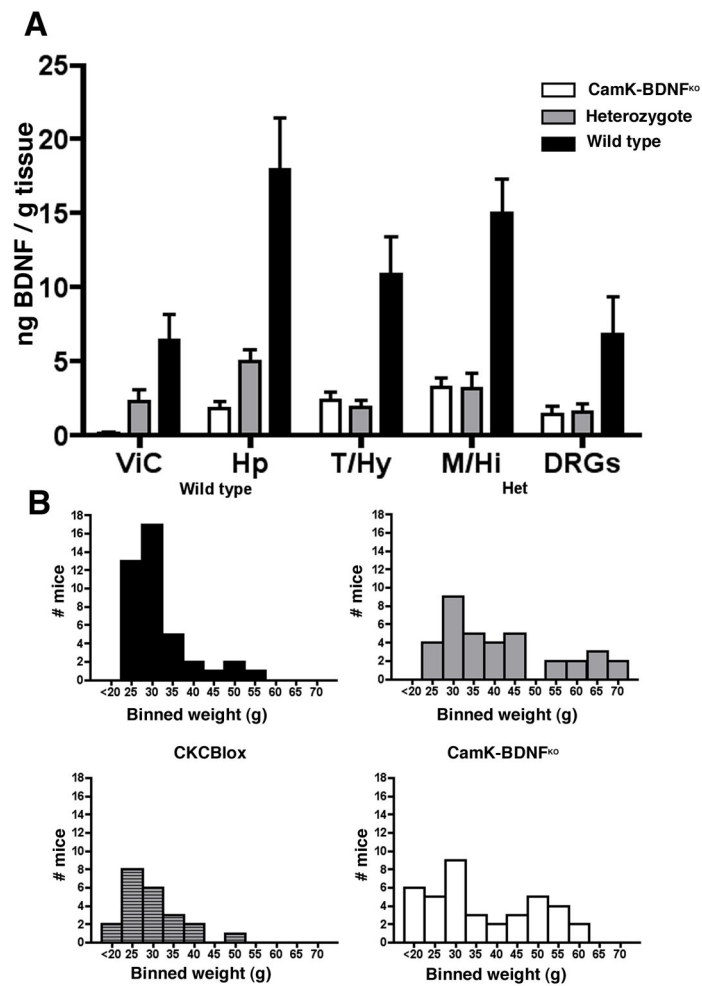 A
25
20
15
10
5
0
ng BDNF / g tissue
CamK-BDNFᴷᴼ
Heterozygote
Wild type
ViC Hp T/Hy M/Hi DRGs
B
Wild type
18
16
14
12
10
8
6
4
2
0
# mice
<20 25 30 35 40 45 50 55 60 65 70
Binned weight (g)
Het
18
16
14
12
10
8
6
4
2
0
# mice
<20 25 30 35 40 45 50 55 60 65 70
Binned weight (g)
CKCBlox
18
16
14
12
10
8
6
4
2
0
# mice
<20 25 30 35 40 45 50 55 60 65 70
Binned weight (g)
CamK-BDNFᴷᴼ
18
16
14
12
10
8
6
4
2
0
# mice
<20 25 30 35 40 45 50 55 60 65 70
Binned weight (g)